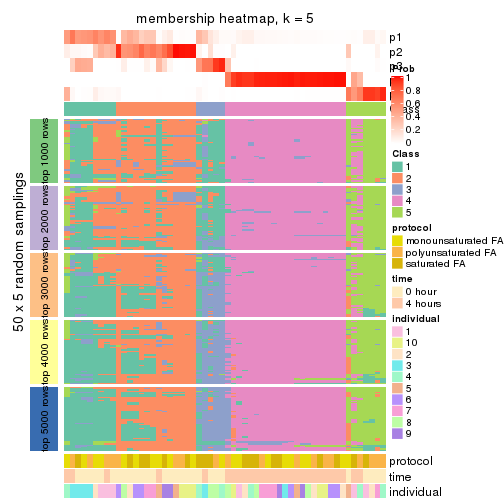 membership heatmap, k = 5
p1
p2
p3
Prob
1
0.8
0.6
0.4
0.2
0
Class
1
2
3
4
5
protocol
monounsaturated FA
polyunsaturated FA
saturated FA
time
0 hour
4 hours
individual
1
10
2
3
4
5
6
7
8
9
50 x 5 random samplings
top 1000 rows
top 2000 rows
top 3000 rows
top 4000 rows
top 5000 rows
protocol
time
individual